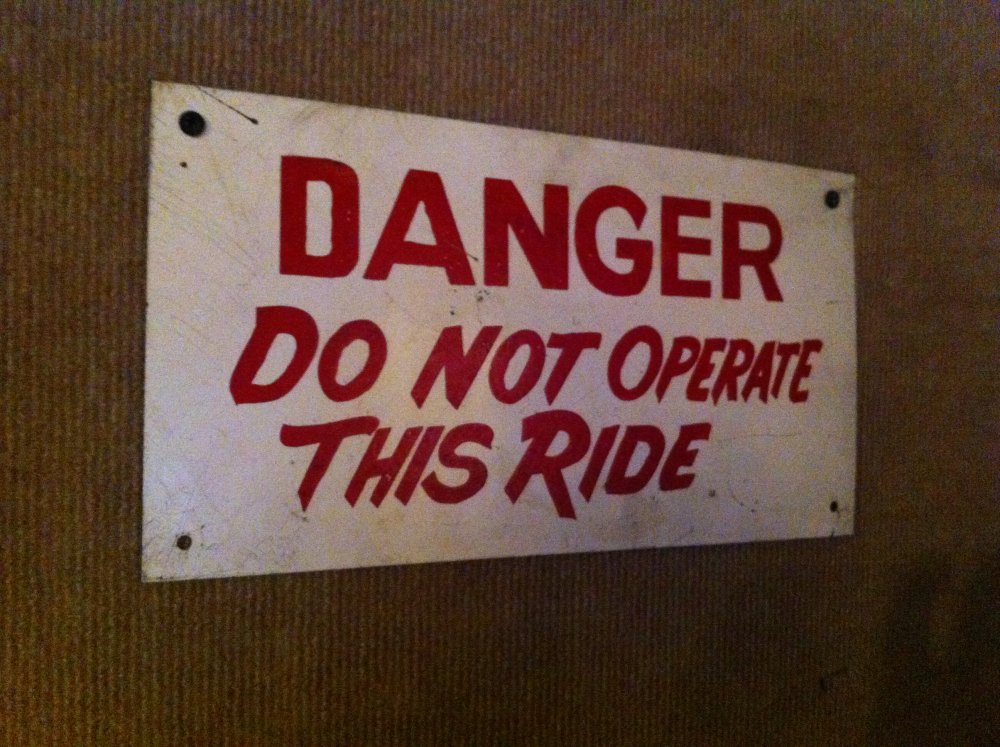 DANGER
DO NOT OPERATE
THIS RIDE